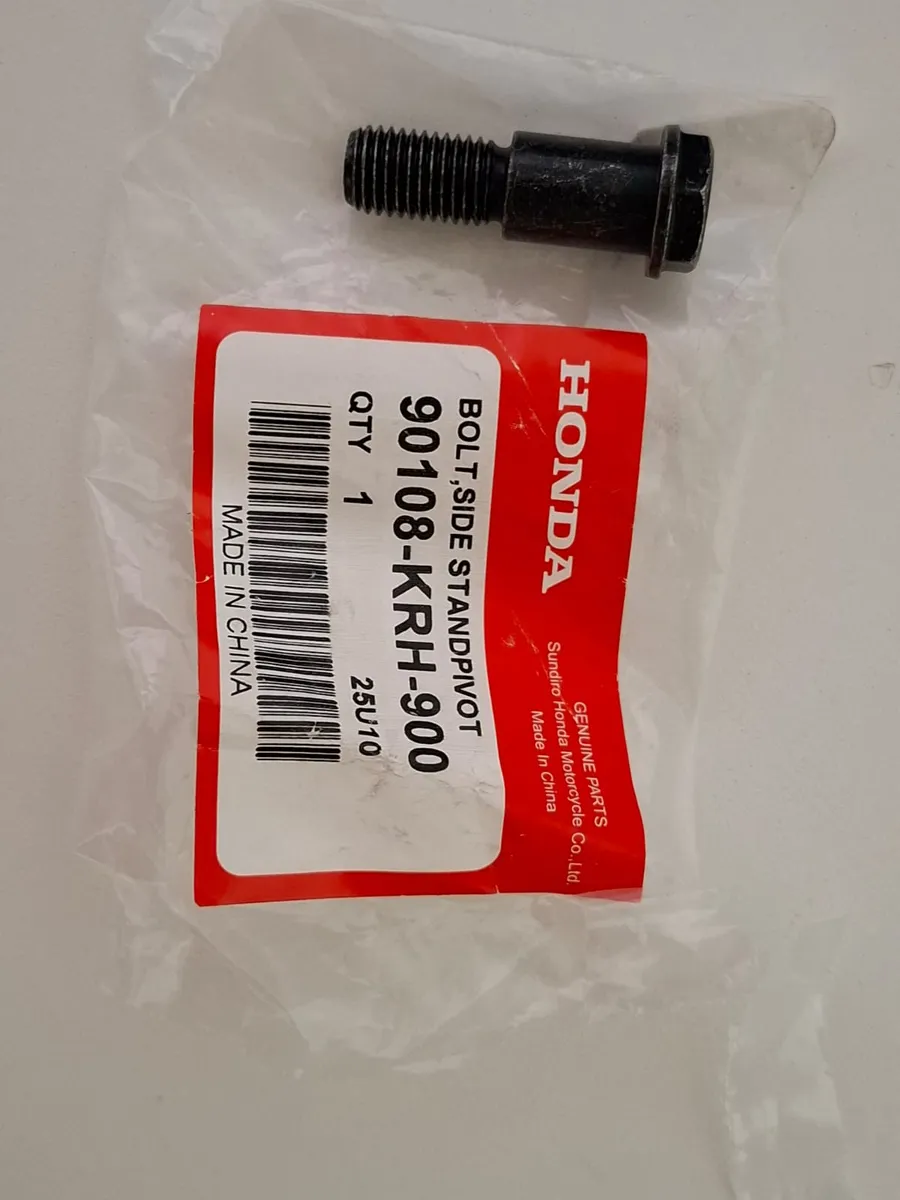 HONDA
GENUINE PARTS
Sundiro Honda Motorcycle Co.,Ltd.
Made In China
BOLT,SIDE STANDPIVOT
90108-KRH-900
QTY 1 25U10
MADE IN CHINA